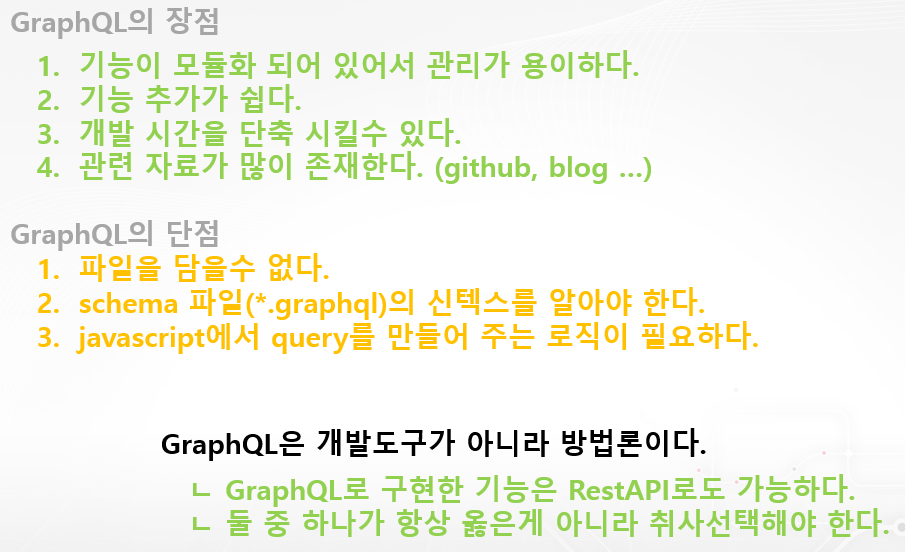 GraphQL의 장점
1. 기능이 모듈화 되어 있어서 관리가 용이하다.
2. 기능 추가가 쉽다.
3. 개발 시간을 단축 시킬수 있다.
4. 관련 자료가 많이 존재한다. (github, blog ...)
GraphQL의 단점
1. 파일을 담을수 없다.
2. schema 파일(*.graphql)의 신텍스를 알아야 한다.
3. javascript에서 query를 만들어 주는 로직이 필요하다.
GraphQL은 개발도구가 아니라 방법론이다.
ㄴ GraphQL로 구현한 기능은 RestAPI로도 가능하다.
ㄴ 둘 중 하나가 항상 옳은게 아니라 취사선택해야 한다.